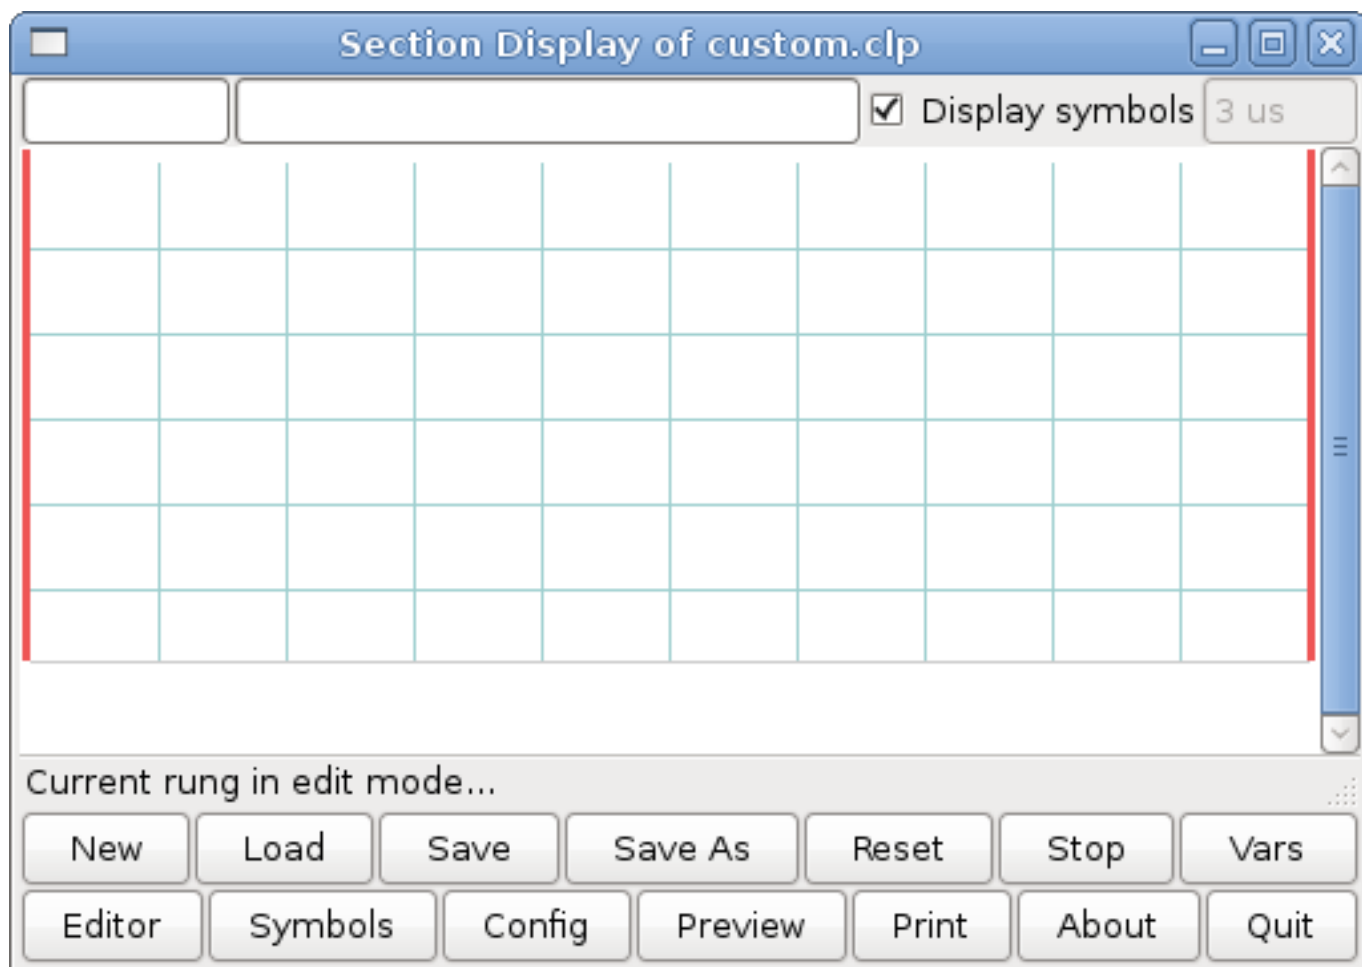 Section Display of custom.clp
Display symbols 3 us
Current rung in edit mode...
New Load Save Save As Reset Stop Vars
Editor Symbols Config Preview Print About Quit